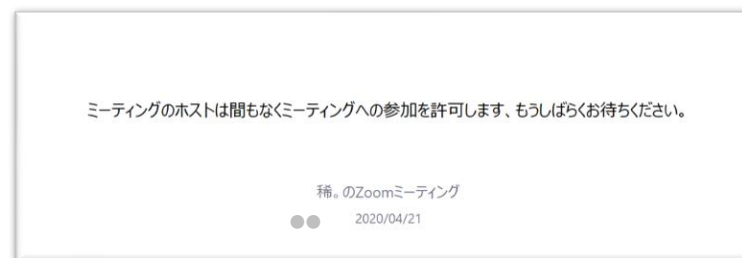 ミーティングのホストは間もなくミーティングへの参加を許可します、もうしばらくお待ちください。
稀。のZoomミーティング
2020/04/21